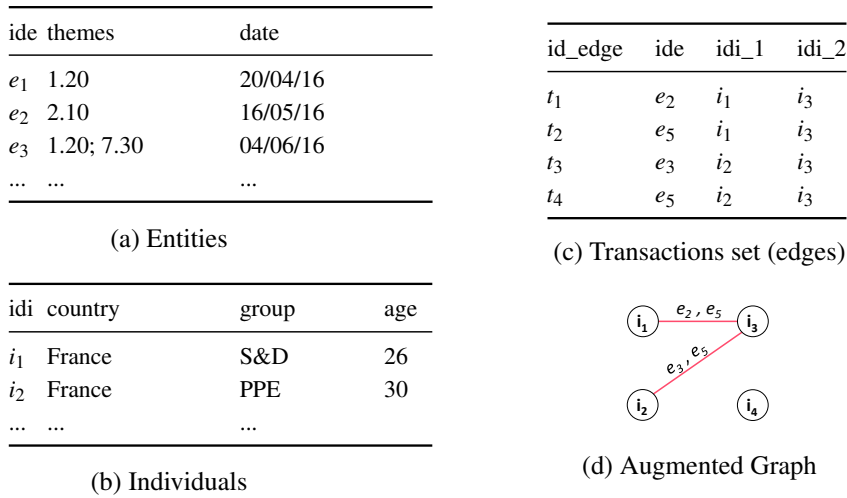 ide themes date
e1 1.20 20/04/16
e2 2.10 16/05/16
e3 1.20; 7.30 04/06/16
... ... ...
(a) Entities
idi country group age
i1 France S&D 26
i2 France PPE 30
... ... ...
(b) Individuals
id_edge ide idi_1 idi_2
t1 e2 i1 i3
t2 e5 i1 i3
t3 e3 i2 i3
t4 e5 i2 i3
(c) Transactions set (edges)
i1 e2 , e5 i3
e3, e5
i2 i4
(d) Augmented Graph